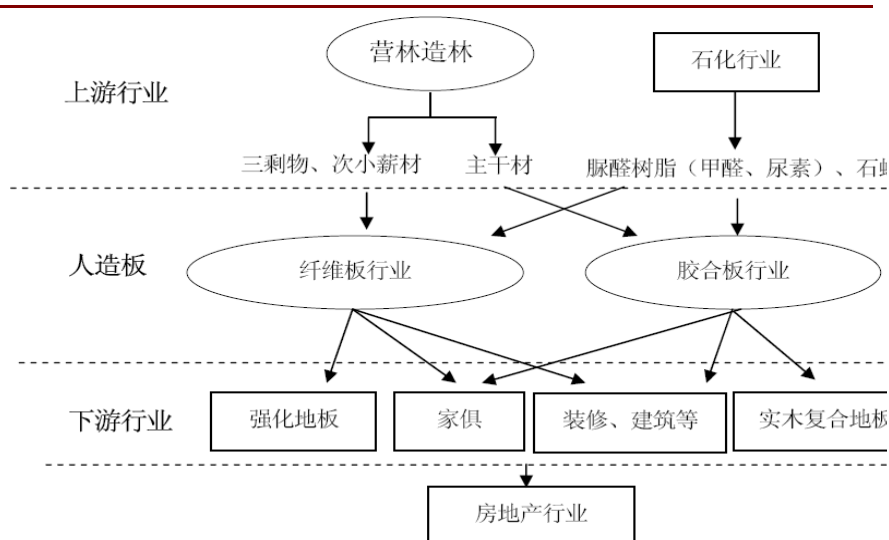 营林造林
石化行业
上游行业
三剩物、次小薪材
主干材
脲醛树脂（甲醛、尿素）、石蜡
人造板
纤维板行业
胶合板行业
下游行业
强化地板
家俱
装修、建筑等
实木复合地板
房地产行业